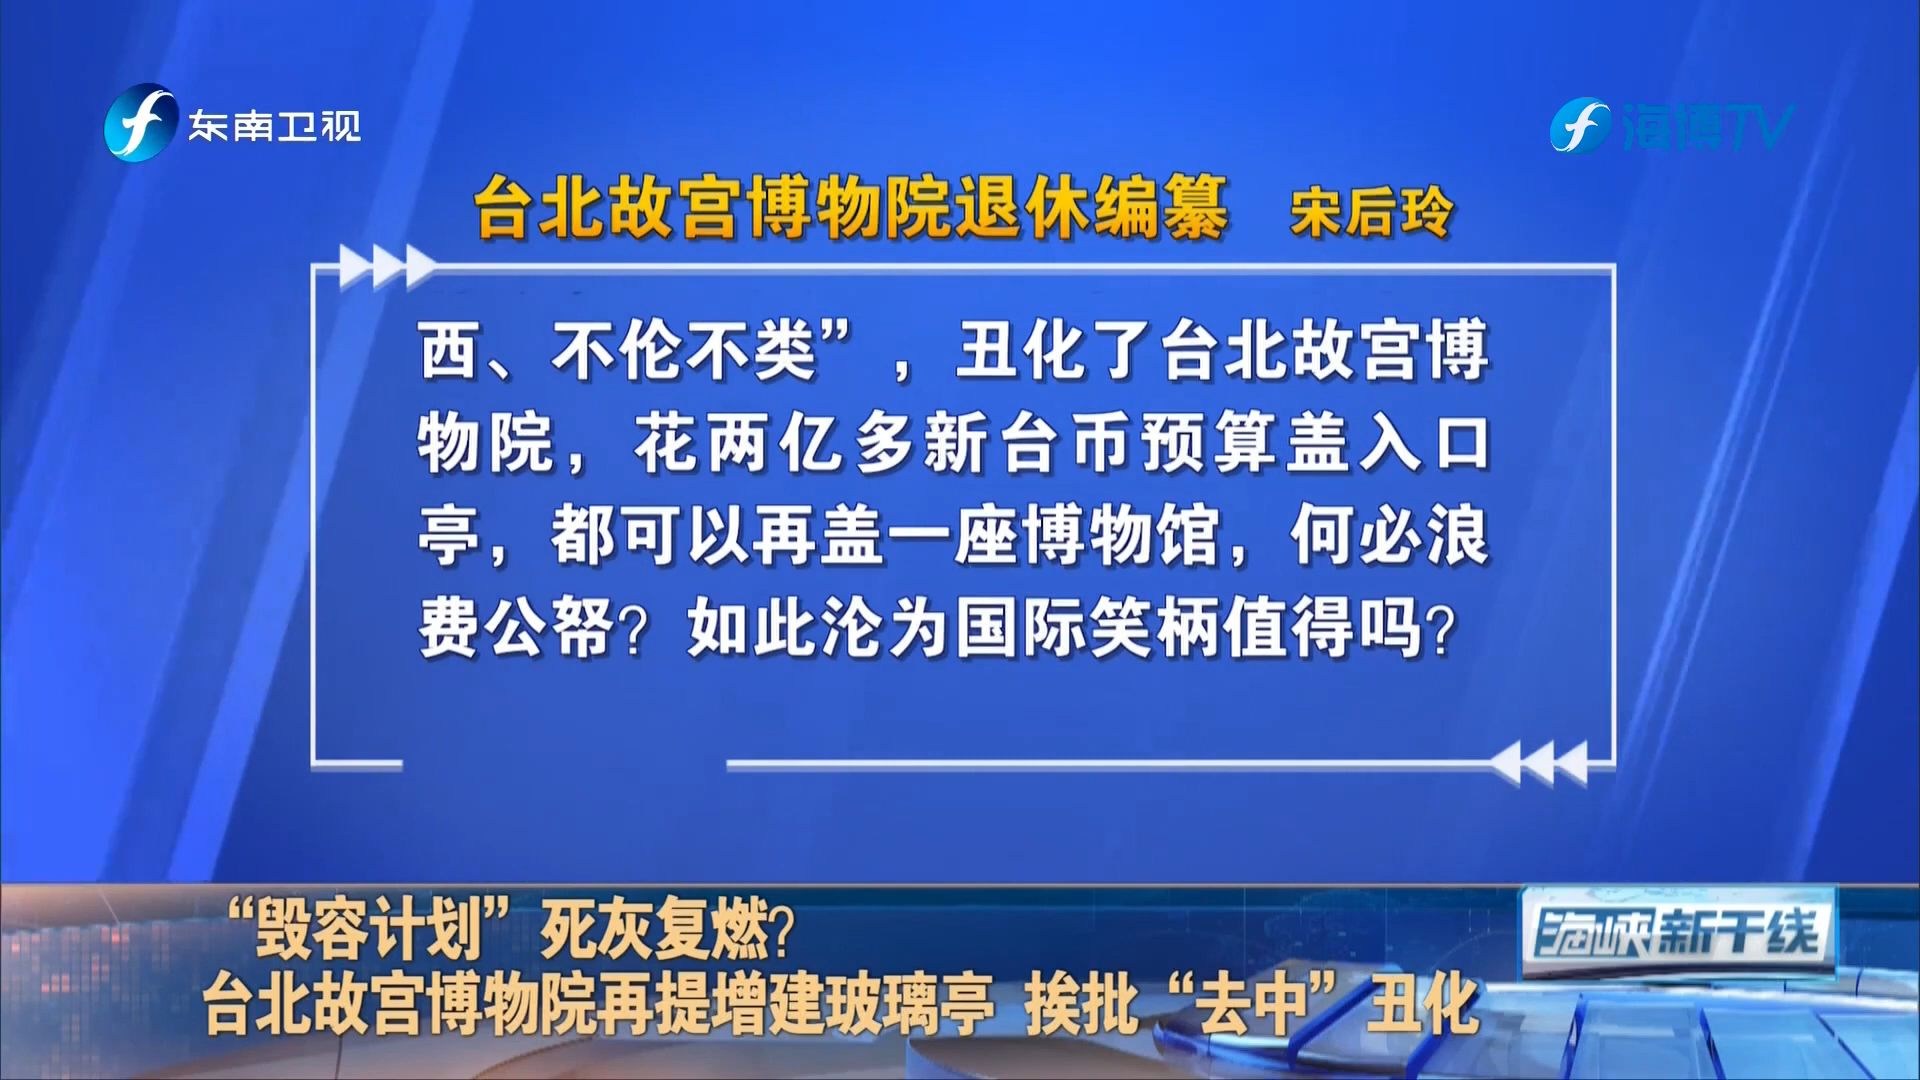 东南卫视
海博TV
台北故宫博物院退休编纂 宋后玲
西、不伦不类”，丑化了台北故宫博
物院，花两亿多新台币预算盖入口
亭，都可以再盖一座博物馆，何必浪
费公帑？如此沦为国际笑柄值得吗？
“毁容计划”死灰复燃？
海峡新干线
台北故宫博物院再提增建玻璃亭 挨批“去中”丑化